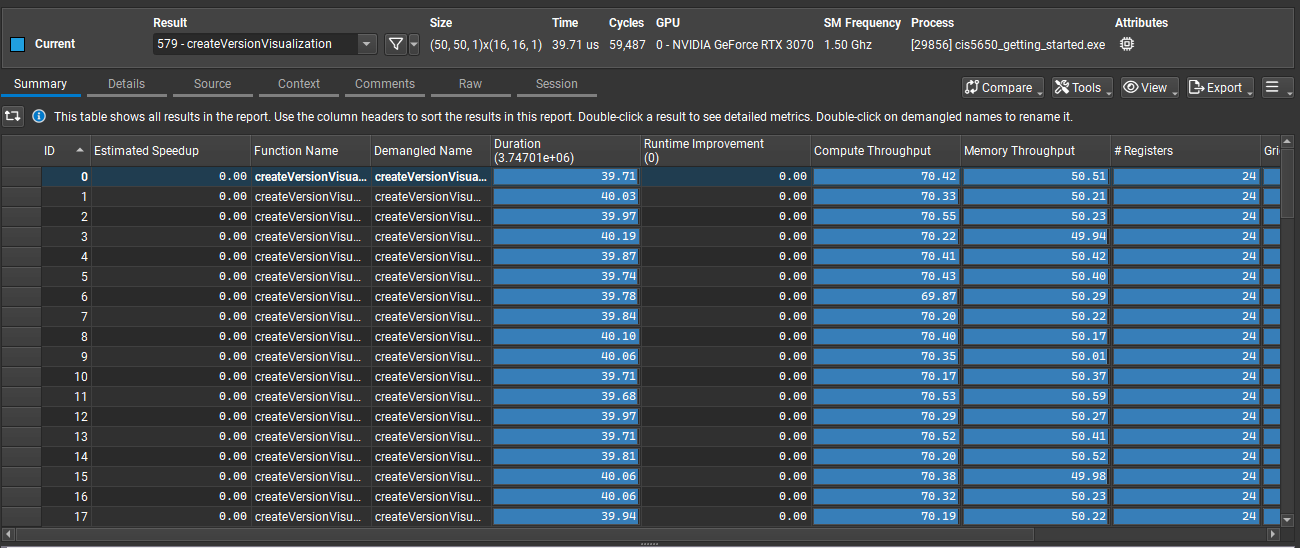 Result Size Time Cycles GPU SM Frequency Process Attributes
Current 579 - createVersionVisualization (50, 50, 1)x(16, 16, 1) 39.71 us 59,487 0 - NVIDIA GeForce RTX 3070 1.50 Ghz [29856] cis5650_getting_started.exe
Summary Details Source Context Comments Raw Session
Compare Tools View Export
This table shows all results in the report. Use the column headers to sort the results in this report. Double-click a result to see detailed metrics. Double-click on demangled names to rename it.
ID Estimated Speedup Function Name Demangled Name Duration (3.74701e+06) Runtime Improvement (0) Compute Throughput Memory Throughput # Registers Gri
0 0.00 createVersionVisua... createVersionVisua... 39.71 0.00 70.42 50.51 24
1 0.00 createVersionVisu... createVersionVisu... 40.03 0.00 70.33 50.21 24
2 0.00 createVersionVisu... createVersionVisu... 39.97 0.00 70.55 50.23 24
3 0.00 createVersionVisu... createVersionVisu... 40.19 0.00 70.22 49.94 24
4 0.00 createVersionVisu... createVersionVisu... 39.87 0.00 70.41 50.42 24
5 0.00 createVersionVisu... createVersionVisu... 39.74 0.00 70.43 50.40 24
6 0.00 createVersionVisu... createVersionVisu... 39.78 0.00 69.87 50.29 24
7 0.00 createVersionVisu... createVersionVisu... 39.84 0.00 70.20 50.22 24
8 0.00 createVersionVisu... createVersionVisu... 40.10 0.00 70.40 50.17 24
9 0.00 createVersionVisu... createVersionVisu... 40.06 0.00 70.35 50.01 24
10 0.00 createVersionVisu... createVersionVisu... 39.71 0.00 70.17 50.37 24
11 0.00 createVersionVisu... createVersionVisu... 39.68 0.00 70.53 50.59 24
12 0.00 createVersionVisu... createVersionVisu... 39.97 0.00 70.29 50.27 24
13 0.00 createVersionVisu... createVersionVisu... 39.71 0.00 70.52 50.41 24
14 0.00 createVersionVisu... createVersionVisu... 39.81 0.00 70.20 50.52 24
15 0.00 createVersionVisu... createVersionVisu... 40.06 0.00 70.38 49.98 24
16 0.00 createVersionVisu... createVersionVisu... 40.06 0.00 70.32 50.23 24
17 0.00 createVersionVisu... createVersionVisu... 39.94 0.00 70.19 50.22 24